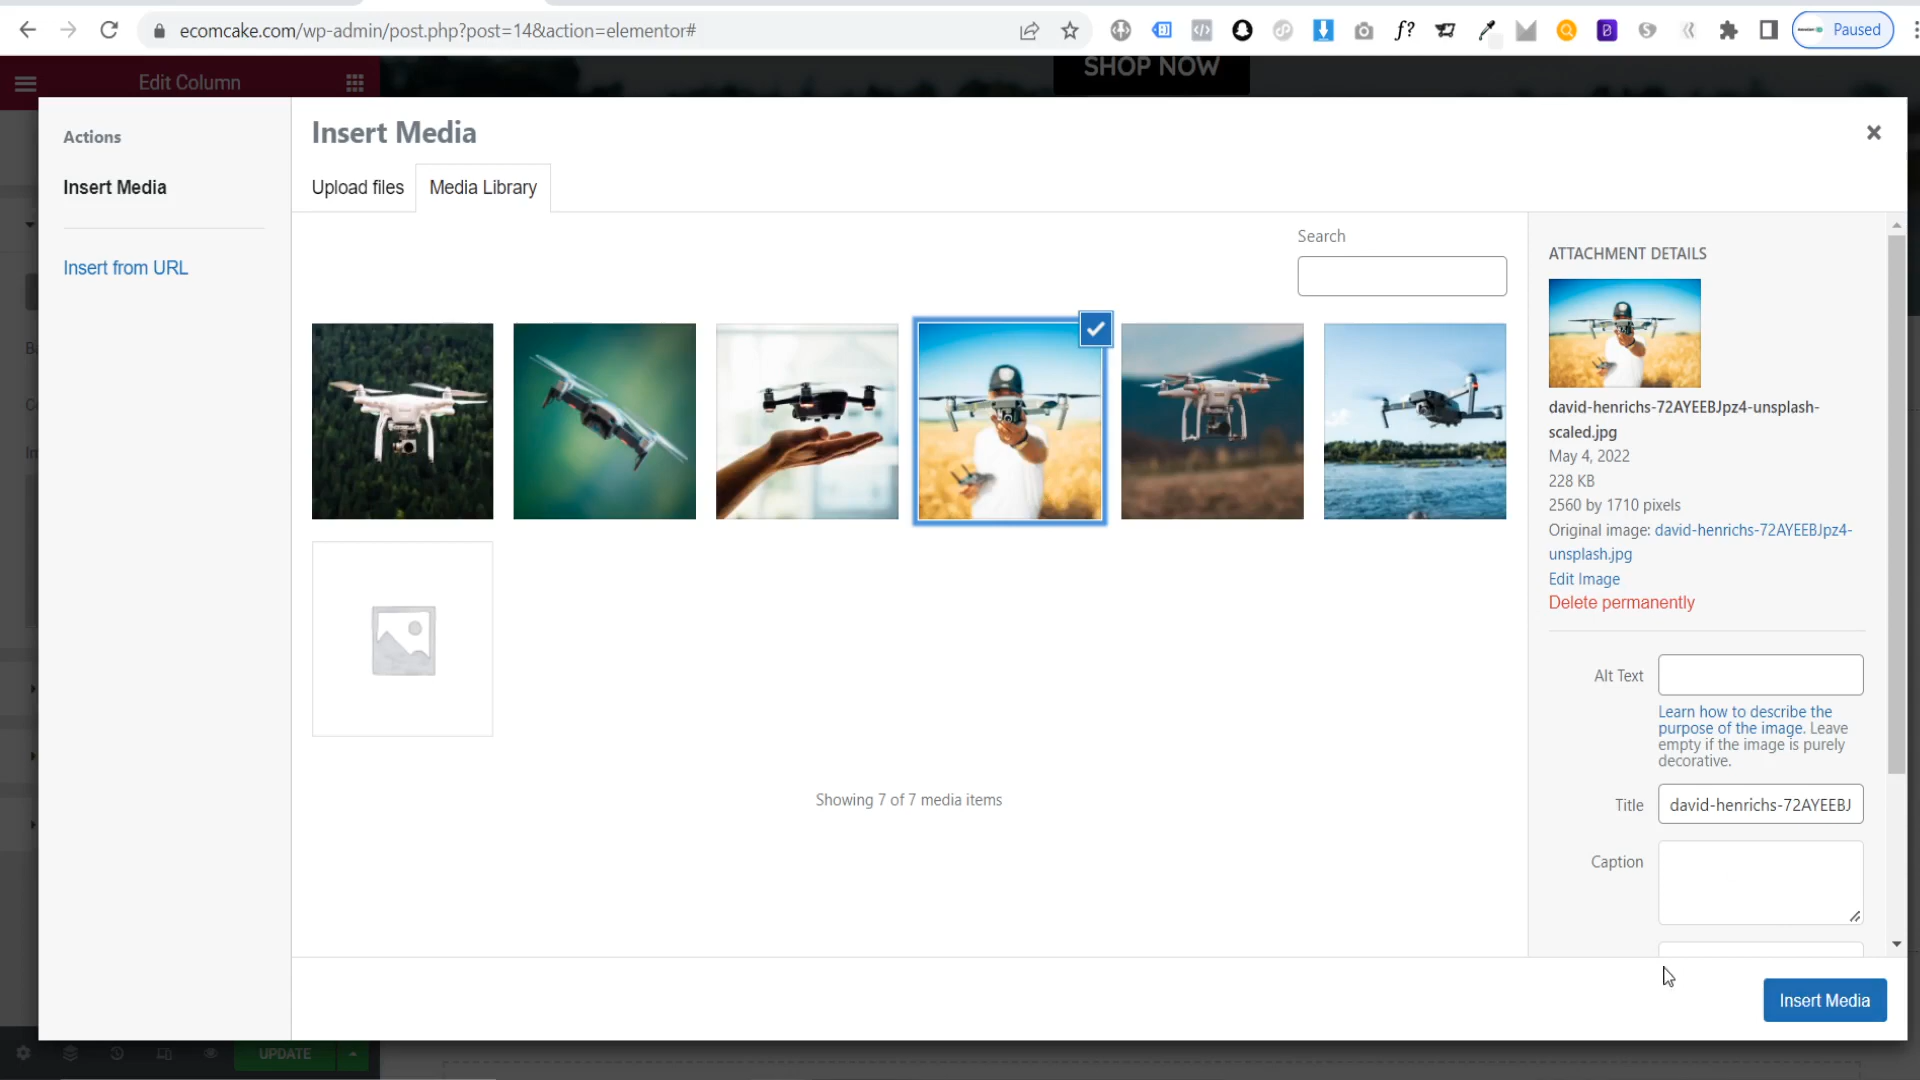 ecomcake.com/wp-admin/post.php?post=14&action=elementor#
f?
Paused
Edit Column
SHOP NOW
Actions
Insert Media
Insert from URL
Insert Media
Upload files
Media Library
Search
ATTACHMENT DETAILS
david-henrichs-72AYEEBJpz4-unsplash-
scaled.jpg
May 4, 2022
228 KB
2560 by 1710 pixels
Original image: david-henrichs-72AYEEBJpz4-
unsplash.jpg
Edit Image
Delete permanently
Alt Text
Learn how to describe the
purpose of the image. Leave
empty if the image is purely
decorative.
Title
david-henrichs-72AYEEBJ
Caption
Showing 7 of 7 media items
Insert Media
UPDATE